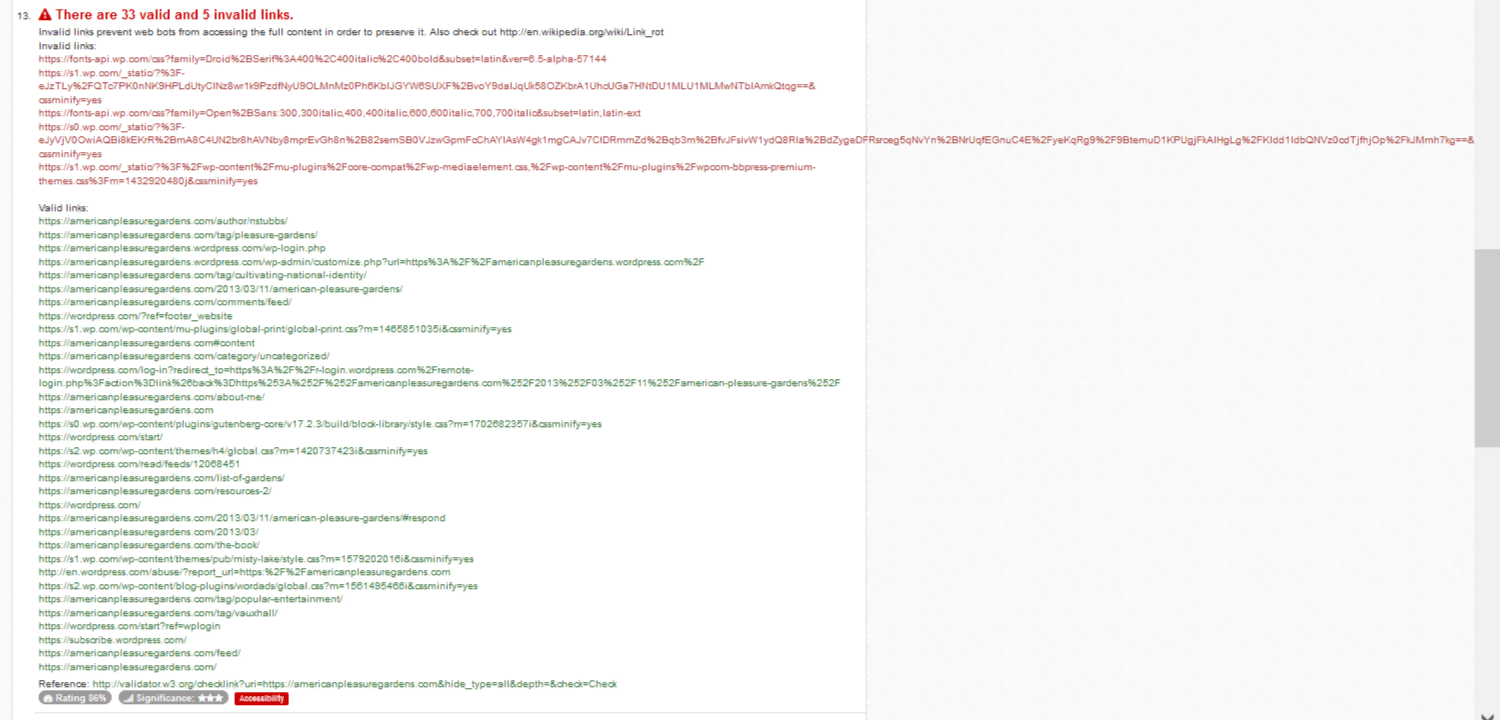 13. There are 33 valid and 5 invalid links.
Invalid links prevent web bots from accessing the full content in order to preserve it. Also check out http://en.wikipedia.org/wiki/Link_rot
Invalid links:
https://fonts-api.wp.com/css?family=Droid%2BSerif%3A400%2C400italic%2C400bold&subset=latin&ver=6.5-alpha-57144
https://s1.wp.com/_static/?%3F-
cssminify=yes
https://fonts-api.wp.com/css?family=Open%2BSans:300,300italic,400,400italic,600,600italic,700,700italic&subset=latin,latin-ext
https://s0.wp.com/_static/?%3F-
cssminify=yes
https://s1.wp.com/_static/?%3F%2Fwp-content%2Fmu-plugins%2Fcore-compat%2Fwp-mediaelement.css,%2Fwp-content%2Fmu-plugins%2Fwpcom-bbpress-premium-
themes.css%3Fm=1432920480j&cssminify=yes
Valid links:
https://americanpleasuregardens.com/author/nstubbs/
https://americanpleasuregardens.com/tag/pleasure-gardens/
https://americanpleasuregardens.wordpress.com/wp-login.php
https://americanpleasuregardens.wordpress.com/wp-admin/customize.php?url=https%3A%2F%2Famericanpleasuregardens.wordpress.com%2F
https://americanpleasuregardens.com/tag/cultivating-national-identity/
https://americanpleasuregardens.com/2013/03/11/american-pleasure-gardens/
https://americanpleasuregardens.com/comments/feed/
https://wordpress.com/?ref=footer_website
https://s1.wp.com/wp-content/mu-plugins/global-print/global-print.css?m=1465851035i&cssminify=yes
https://americanpleasuregardens.com#content
https://americanpleasuregardens.com/category/uncategorized/
https://wordpress.com/log-in?redirect_to=https%3A%2F%2Fr-login.wordpress.com%2Fremote-
login.php%3Faction%3Dlink%26back%3Dhttps%253A%252F%252Famericanpleasuregardens.com%252F2013%252F03%252F11%252Famerican-pleasure-gardens%252F
https://americanpleasuregardens.com/about-me/
https://americanpleasuregardens.com
https://s0.wp.com/wp-content/plugins/gutenberg-core/v17.2.3/build/block-library/style.css?m=1702682357i&cssminify=yes
https://wordpress.com/start/
https://s2.wp.com/wp-content/themes/h4/global.css?m=1420737423i&cssminify=yes
https://wordpress.com/read/feeds/12068451
https://americanpleasuregardens.com/list-of-gardens/
https://americanpleasuregardens.com/resources-2/
https://wordpress.com/
https://americanpleasuregardens.com/2013/03/11/american-pleasure-gardens/#respond
https://americanpleasuregardens.com/2013/03/
https://americanpleasuregardens.com/the-book/
https://s1.wp.com/wp-content/themes/pub/misty-lake/style.css?m=1579202016i&cssminify=yes
http://en.wordpress.com/abuse/?report_url=https:%2F%2Famericanpleasuregardens.com
https://s2.wp.com/wp-content/blog-plugins/wordads/global.css?m=1561495466i&cssminify=yes
https://americanpleasuregardens.com/tag/popular-entertainment/
https://americanpleasuregardens.com/tag/vauxhall/
https://wordpress.com/start?ref=wplogin
https://subscribe.wordpress.com/
https://americanpleasuregardens.com/feed/
https://americanpleasuregardens.com/
Reference: http://validator.w3.org/checklink?uri=https://americanpleasuregardens.com&hide_type=all&depth=&check=Check
Rating 86% Significance: Accessibility